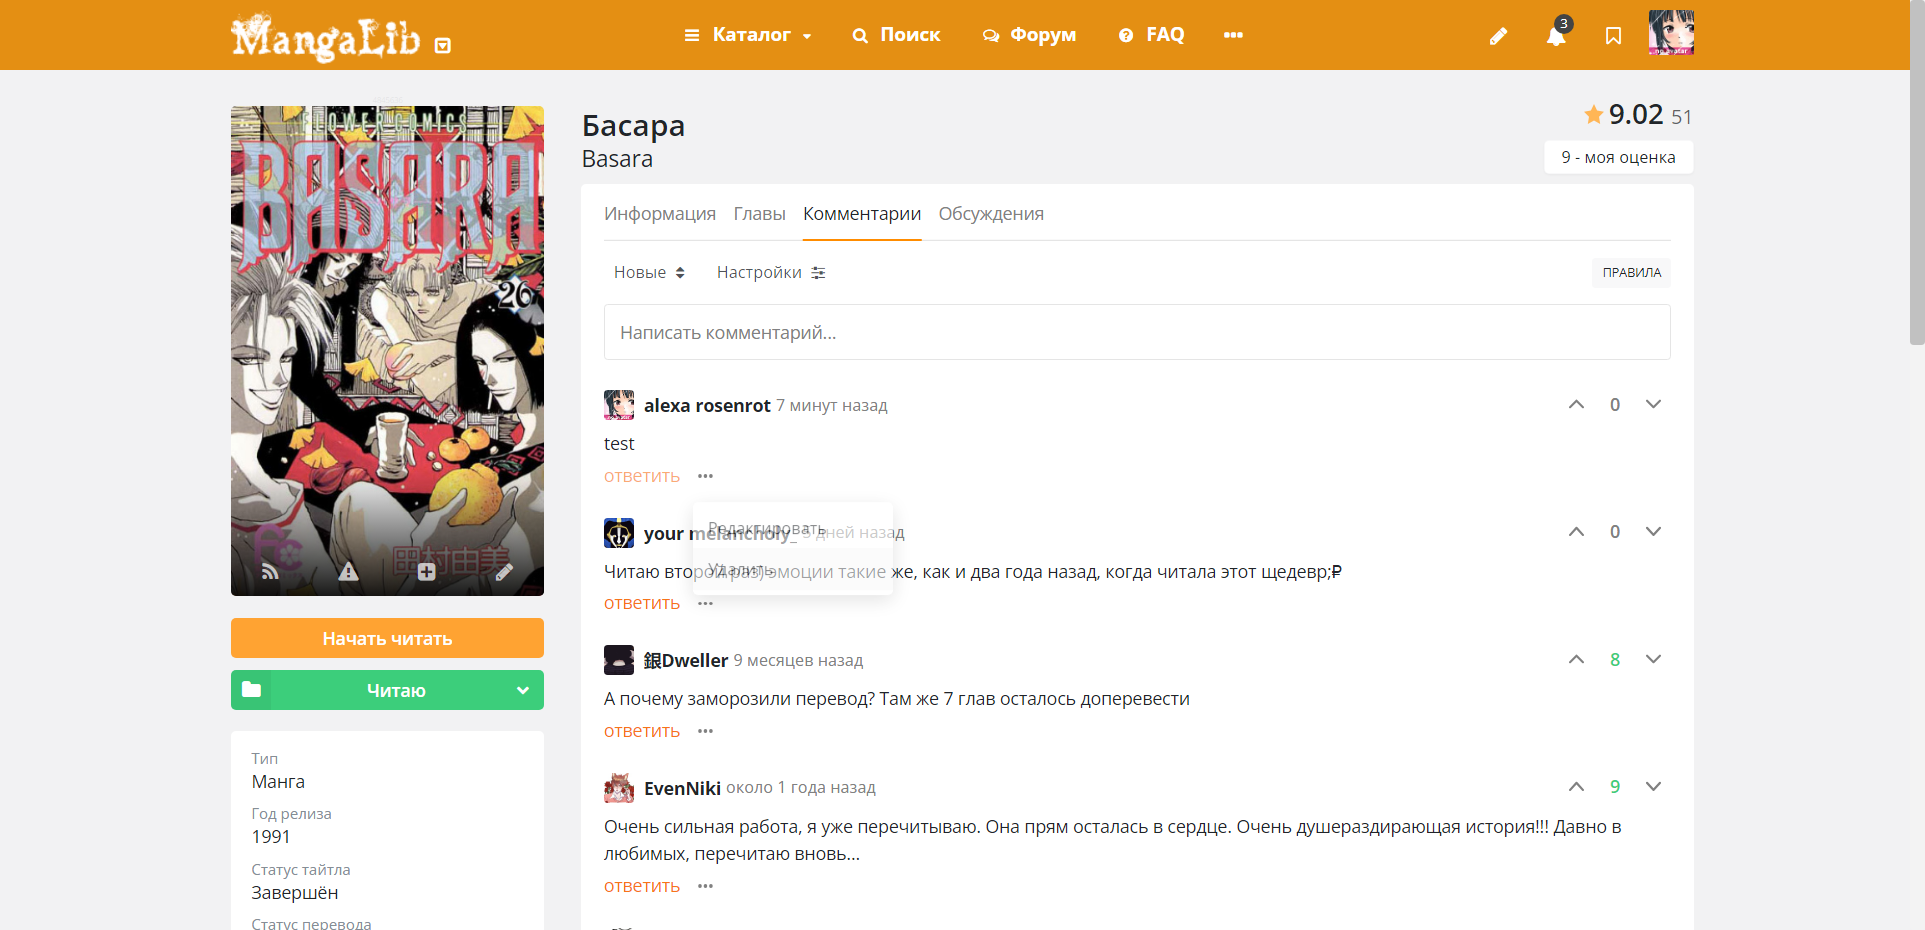 MangaLib
Каталог
Поиск
Форум
FAQ
3
no_avatar
FLOWER COMICS
BASARA
26
田村由美
Начать читать
Читаю
Тип
Манга
Год релиза
1991
Статус тайтла
Завершён
Статус перевода
Басара
Basara
9.02 51
9 - моя оценка
Информация Главы Комментарии Обсуждения
Новые Настройки ПРАВИЛА
Написать комментарий...
alexa rosenrot 7 минут назад
0
test
ответить
Редактировать
Удалить
your melancholy_ 5 дней назад
0
Читаю второй раз, эмоции такие же, как и два года назад, когда читала этот щедевр;₽
ответить
銀Dweller 9 месяцев назад
8
А почему заморозили перевод? Там же 7 глав осталось доперевести
ответить
EvenNiki около 1 года назад
9
Очень сильная работа, я уже перечитываю. Она прям осталась в сердце. Очень душераздирающая история!!! Давно в
любимых, перечитаю вновь...
ответить